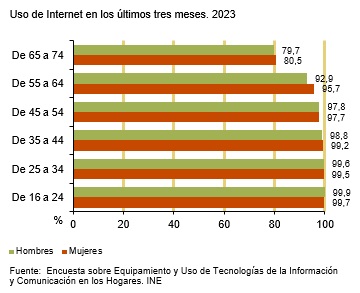 Uso de Internet en los últimos tres meses. 2023
De 65 a 74
79,7
80,5
De 55 a 64
92,9
95,7
De 45 a 54
97,8
97,7
De 35 a 44
98,8
99,2
De 25 a 34
99,6
99,5
De 16 a 24
99,9
99,7
% 0 20 40 60 80 100
Hombres Mujeres
Fuente: Encuesta sobre Equipamiento y Uso de Tecnologías de la Información
y Comunicación en los Hogares. INE